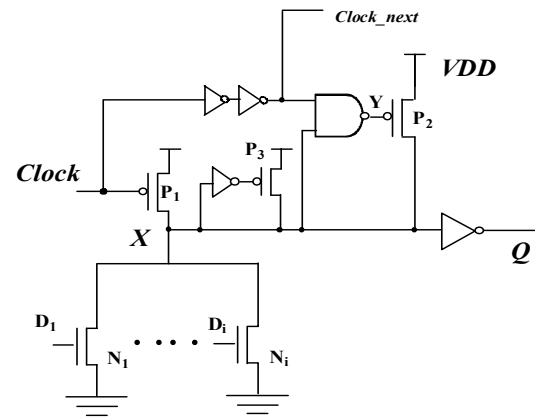 Clock_next
VDD
Y
P2
P3
Clock
P1
X
Q
D1
Di
N1
Ni